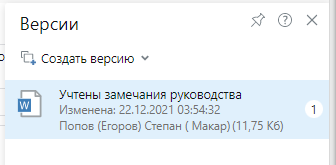 Версии
Создать версию
Учтены замечания руководства
Изменена: 22.12.2021 03:54:32
1
Попов (Егоров) Степан ( Макар) (11,75 Кб)